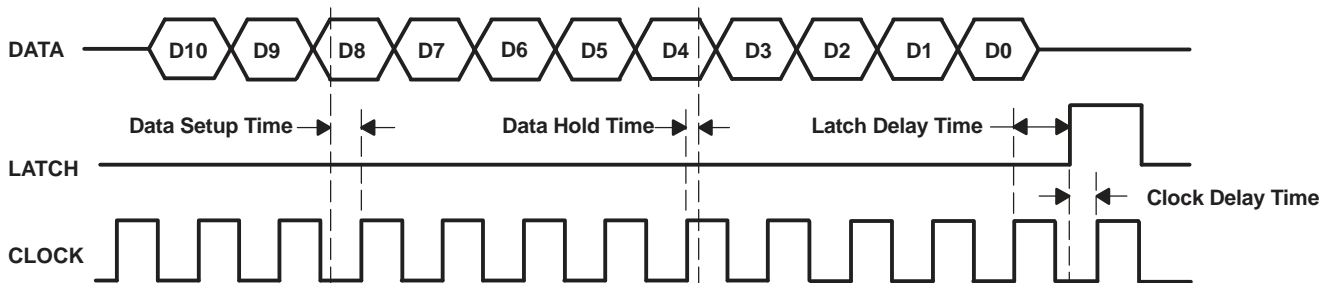 DATA D10 D9 D8 D7 D6 D5 D4 D3 D2 D1 D0
Data Setup Time Data Hold Time Latch Delay Time
LATCH
Clock Delay Time
CLOCK